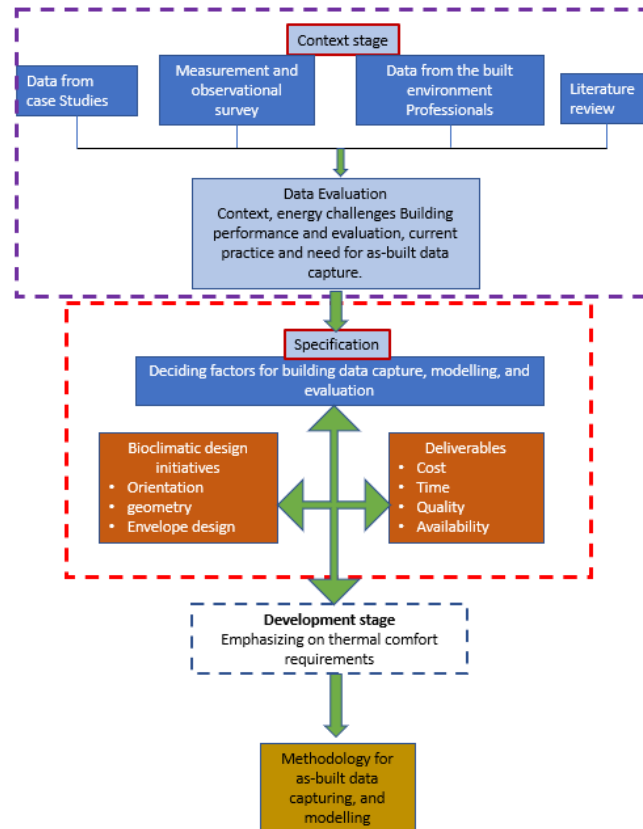 Context stage
Data from
case Studies
Measurement and
observational
survey
Data from the built
environment
Professionals
Literature
review
Data Evaluation
Context, energy challenges Building
performance and evaluation, current
practice and need for as-built data
capture.
Specification
Deciding factors for building data capture, modelling, and
evaluation
Bioclimatic design
initiatives
• Orientation
• geometry
• Envelope design
Deliverables
• Cost
• Time
• Quality
• Availability
Development stage
Emphasizing on thermal comfort
requirements
Methodology for
as-built data
capturing, and
modelling